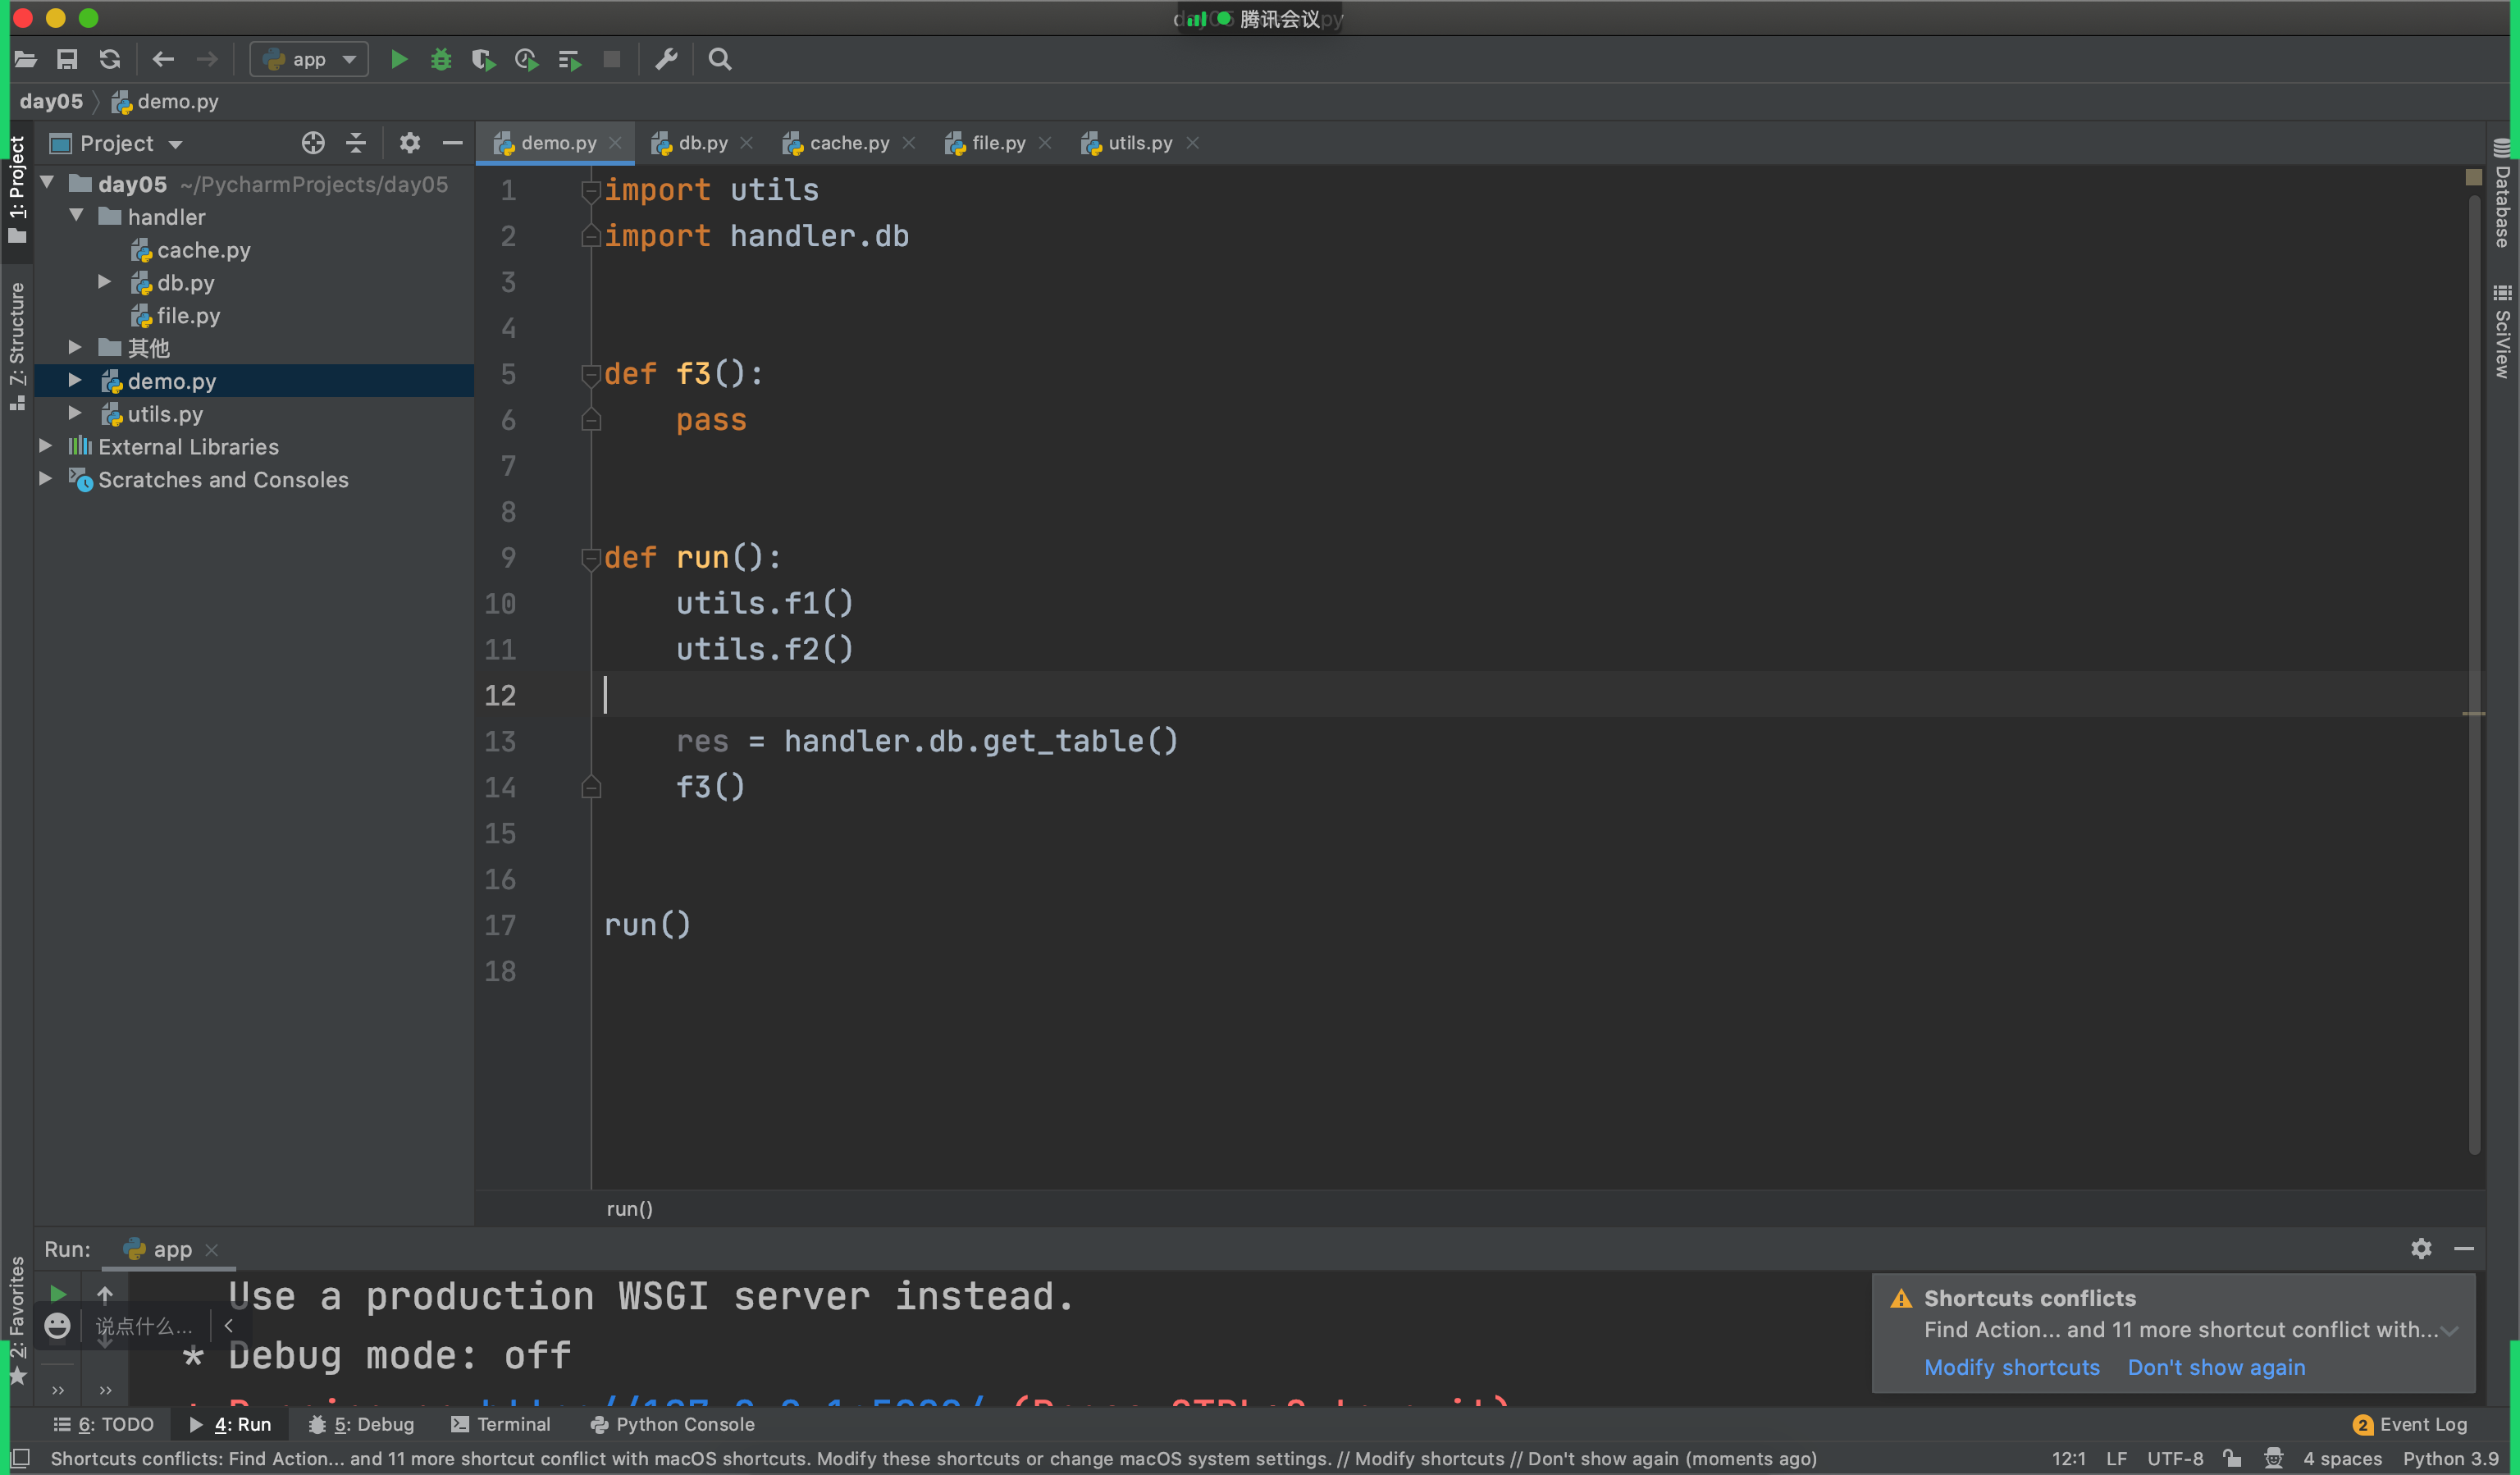 腾讯会议
app
day05 demo.py
Project
demo.py db.py cache.py file.py utils.py
1: Project
day05 ~/PycharmProjects/day05
handler
cache.py
db.py
file.py
其他
demo.py
utils.py
External Libraries
Scratches and Consoles
7: Structure
2: Favorites
Database
SciView
1 import utils
2 import handler.db
3
4
5 def f3():
6 pass
7
8
9 def run():
10 utils.f1()
11 utils.f2()
12
13 res = handler.db.get_table()
14 f3()
15
16
17 run()
18
run()
Run: app
Use a production WSGI server instead.
说点什么...
* Debug mode: off
Shortcuts conflicts
Find Action... and 11 more shortcut conflict with...
Modify shortcuts Don't show again
6: TODO 4: Run 5: Debug Terminal Python Console
2 Event Log
Shortcuts conflicts: Find Action... and 11 more shortcut conflict with macOS shortcuts. Modify these shortcuts or change macOS system settings. // Modify shortcuts // Don't show again (moments ago)
12:1 LF UTF-8 4 spaces Python 3.9